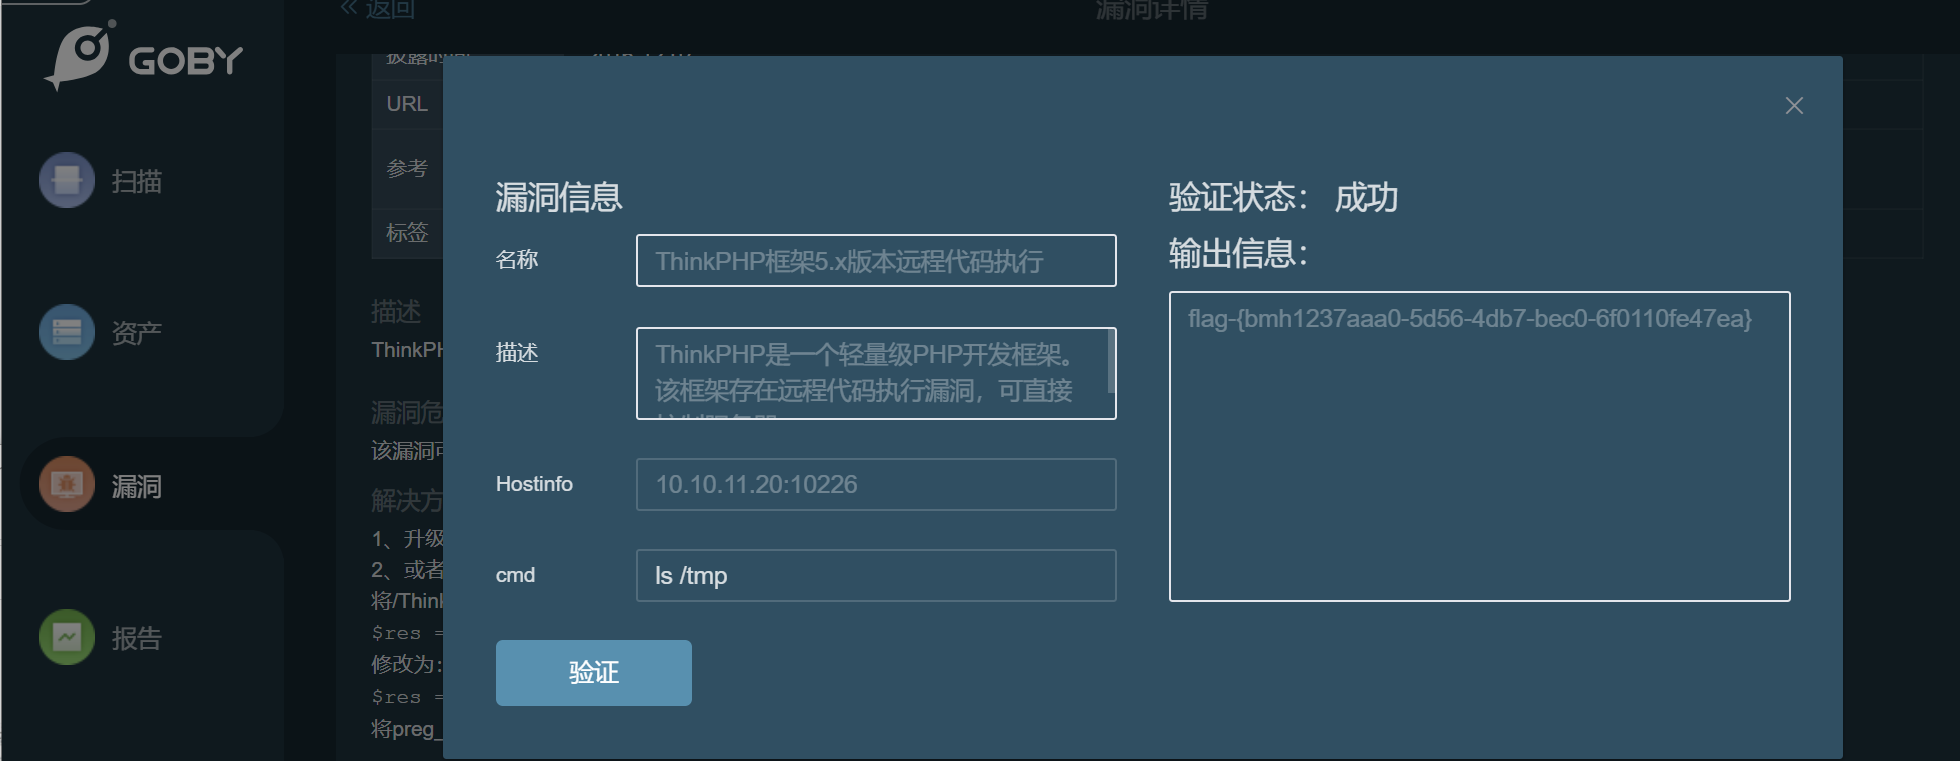 返回
漏洞详情
GOBY
披露时间
URL
参考
标签
扫描
资产
漏洞
报告
描述
ThinkPH
漏洞危
该漏洞可
解决方
1、升级
2、或者
将/Think
$res =
修改为:
$res =
将preg_
漏洞信息
名称
ThinkPHP框架5.x版本远程代码执行
描述
ThinkPHP是一个轻量级PHP开发框架。
该框架存在远程代码执行漏洞，可直接
Hostinfo
10.10.11.20:10226
cmd
ls /tmp
验证
验证状态： 成功
输出信息：
flag-{bmh1237aaa0-5d56-4db7-bec0-6f0110fe47ea}